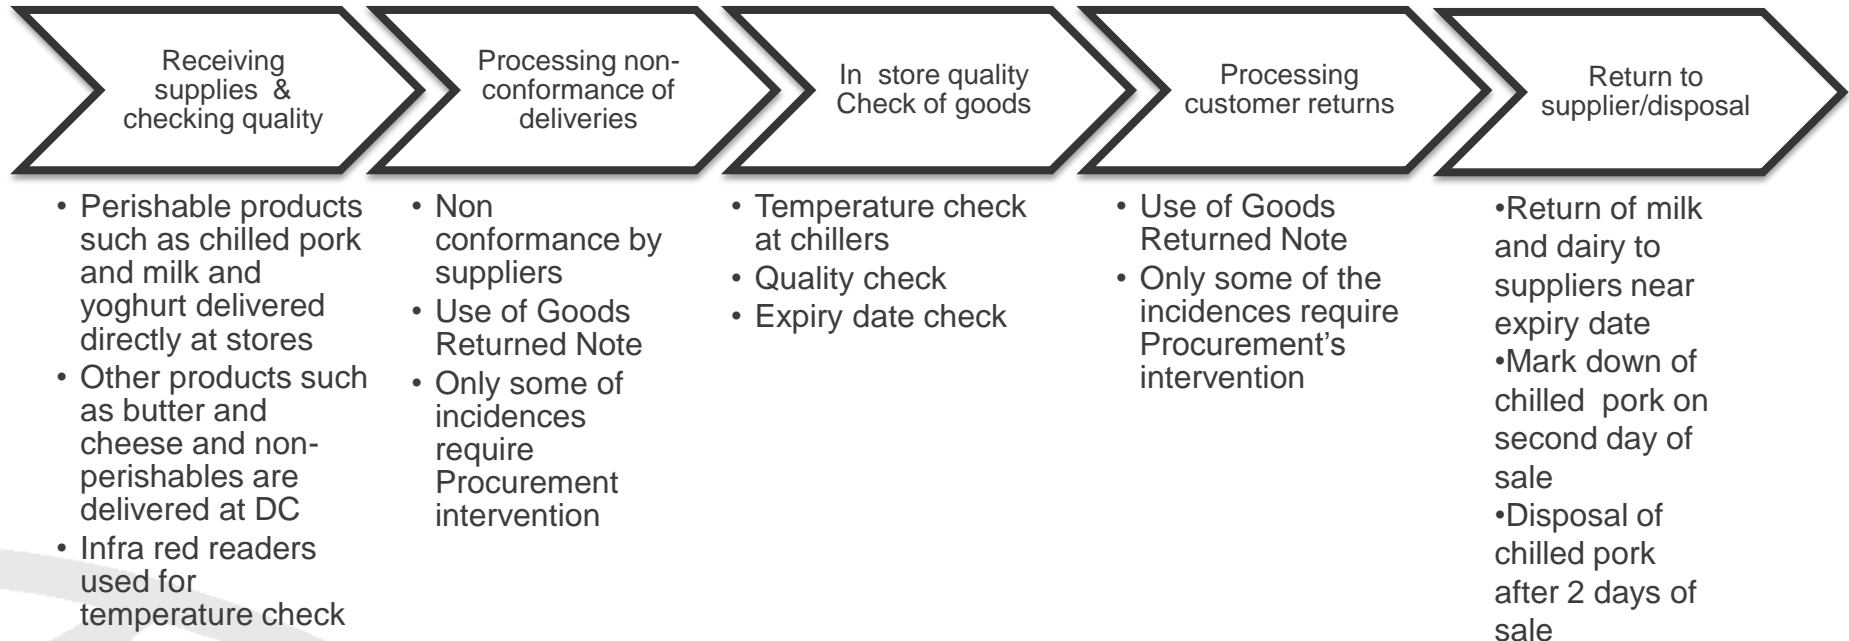 Receiving
supplies & 
checking quality
Processing non-
conformance of
deliveries
In store quality
Check of goods
Processing
customer returns
Return to
supplier/disposal
• Perishable products
such as chilled pork
and milk and
yoghurt delivered
directly at stores
• Other products such
as butter and
cheese and non-
perishables are
delivered at DC
• Infra red readers
used for
temperature check
• Non
conformance by
suppliers
• Use of Goods
Returned Note
• Only some of
incidences
require
Procurement
intervention
• Temperature check
at chillers
• Quality check
• Expiry date check
• Use of Goods
Returned Note
• Only some of the
incidences require
Procurement's
intervention
•Return of milk
and dairy to
suppliers near
expiry date
•Mark down of
chilled pork on
second day of
sale
•Disposal of
chilled pork
after 2 days of
sale